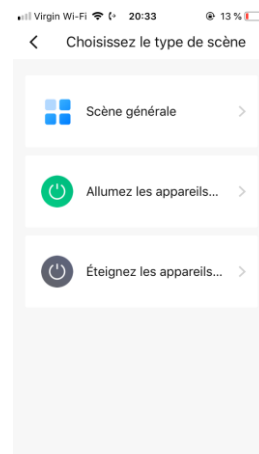 Virgin Wi-Fi 20:33 13 %
Choisissez le type de scène
Scène générale
Allumez les appareils...
Éteignez les appareils...